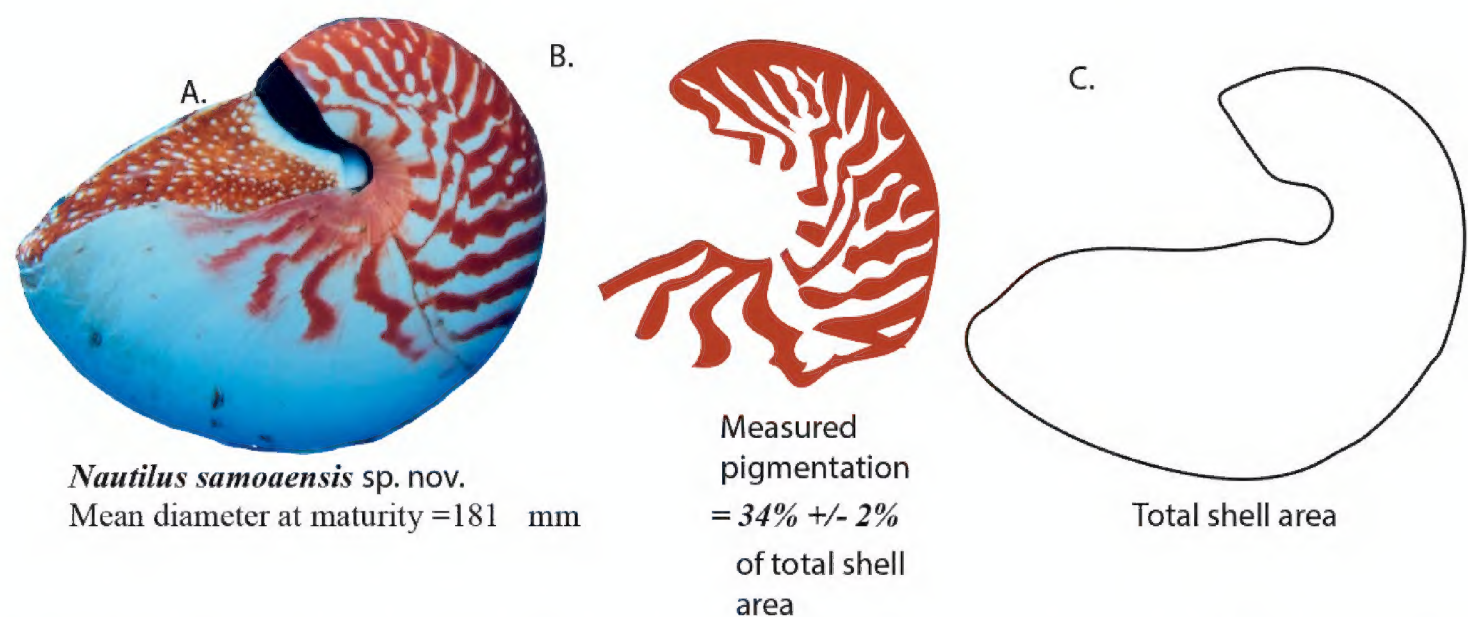 A.
B.
C.
Nautilus samoaensis sp. nov.
Mean diameter at maturity =181 mm
Measured
pigmentation
= 34% +/- 2%
of total shell
area
Total shell area